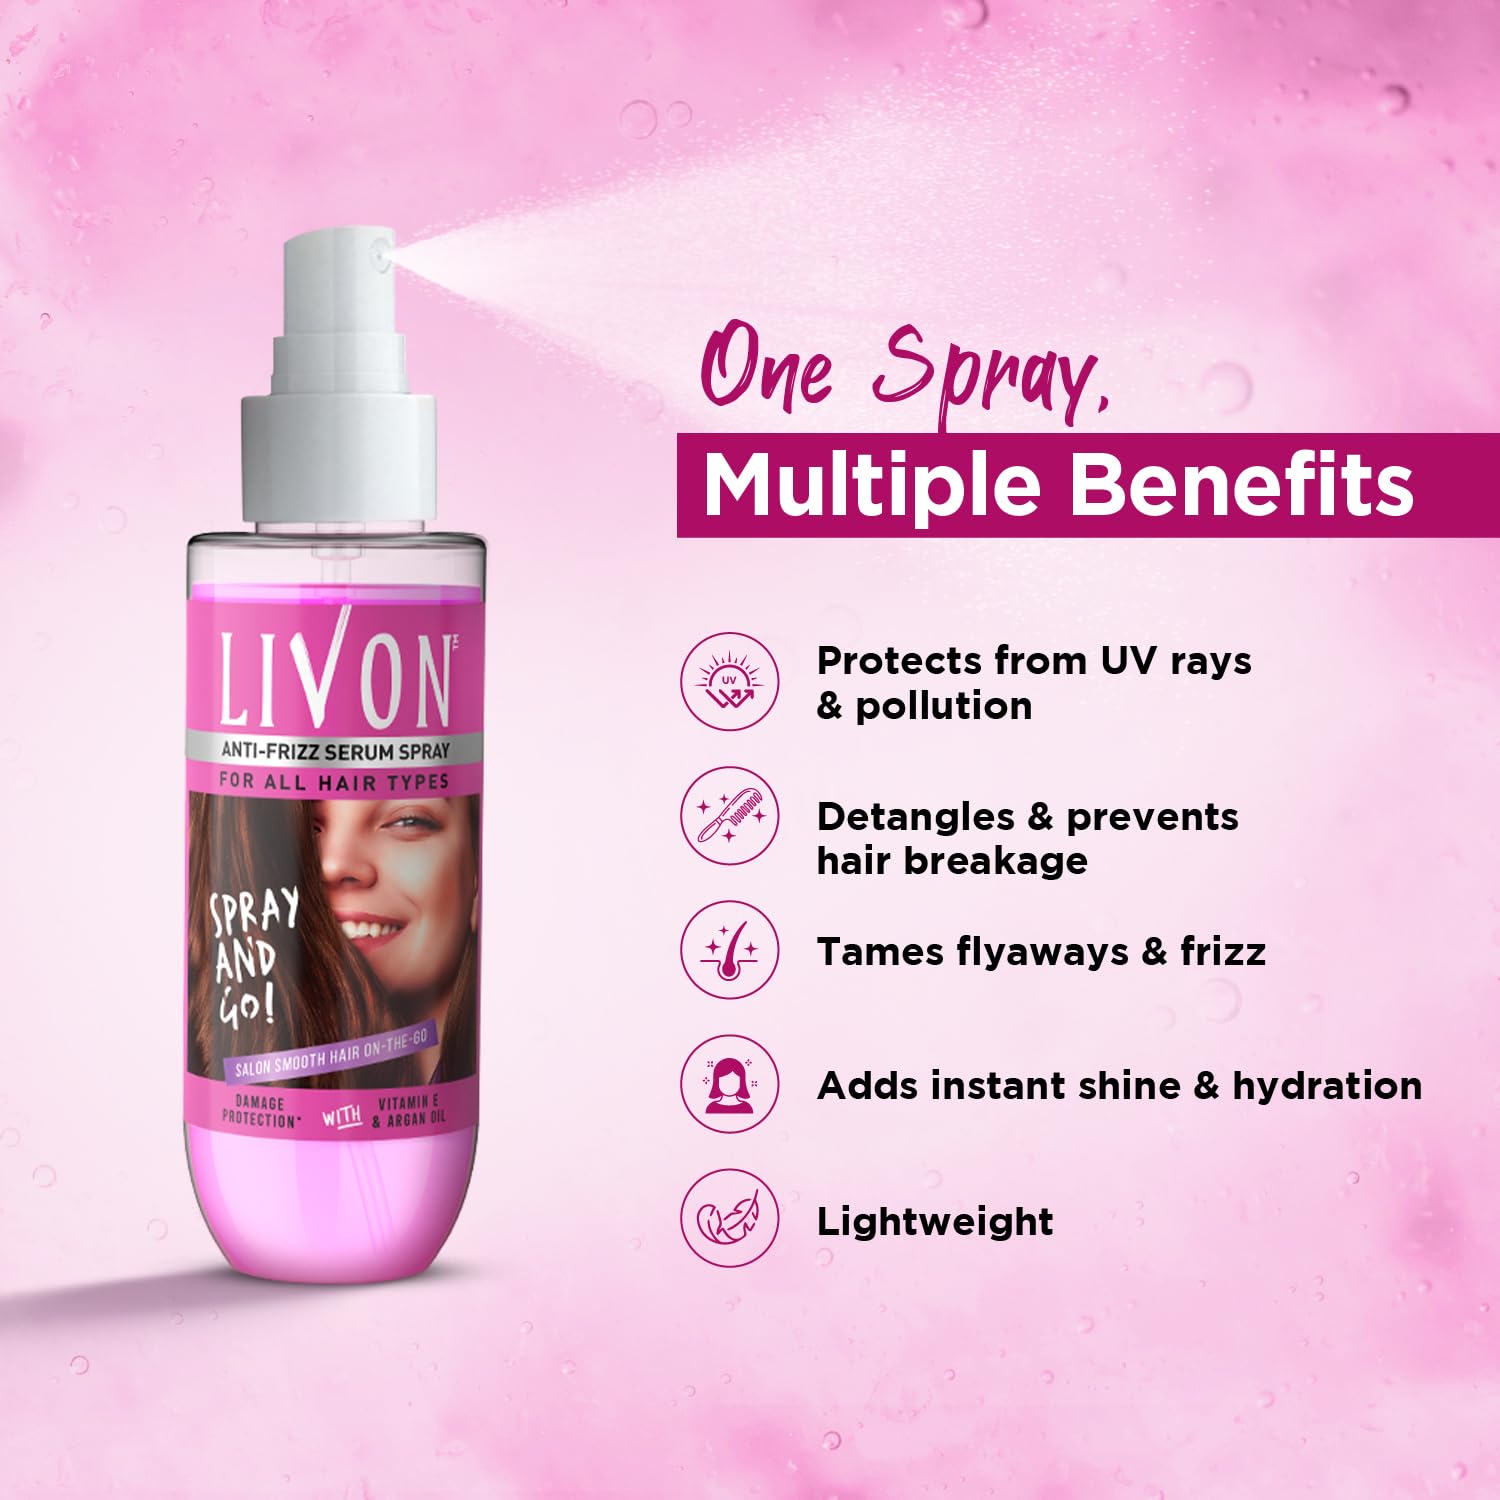 One Spray,
Multiple Benefits
LIVON™
ANTI-FRIZZ SERUM SPRAY
FOR ALL HAIR TYPES
SPRAY
AND
GO!
SALON SMOOTH HAIR ON-THE-GO
DAMAGE
PROTECTION*
WITH
VITAMIN E
& ARGAN OIL
UV
Protects from UV rays
& pollution
Detangles & prevents
hair breakage
Tames flyaways & frizz
Adds instant shine & hydration
Lightweight